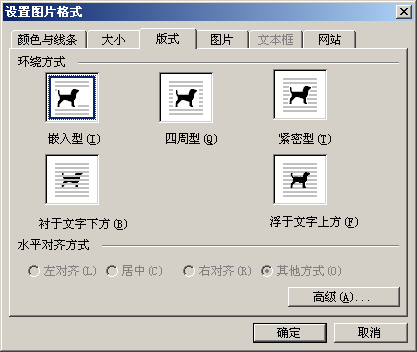 设置图片格式
颜色与线条 大小 版式 图片 文本框 网站
环绕方式
嵌入型(I) 四周型(Q) 紧密型(T)
衬于文字下方(B) 浮于文字上方(F)
水平对齐方式
左对齐(L) 居中(C) 右对齐(R) 其他方式(O)
高级(A)...
确定 取消